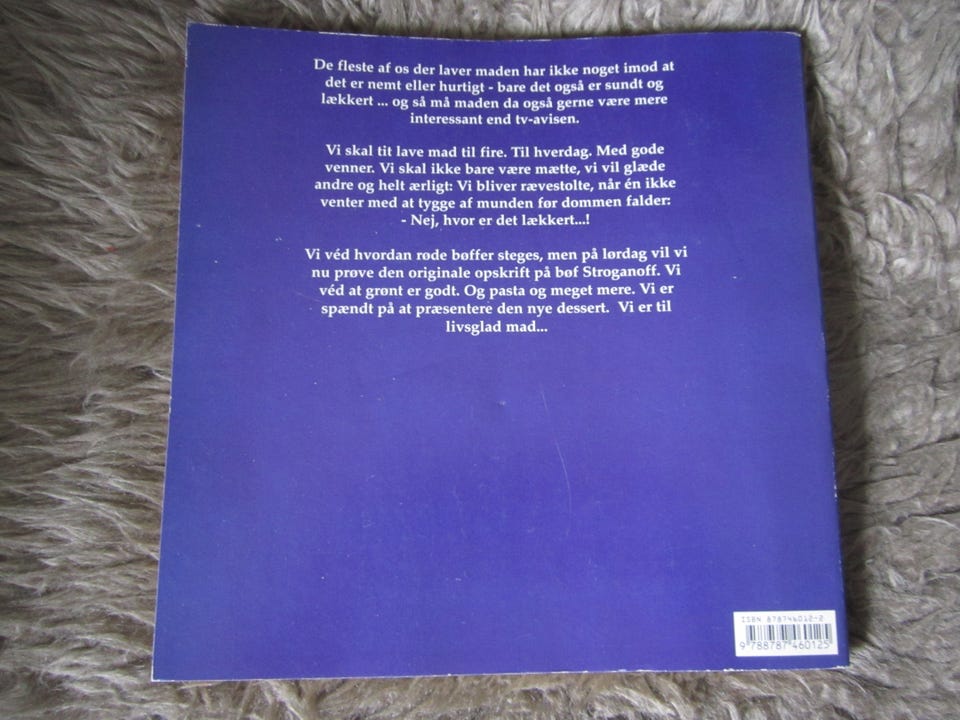 De fleste af os der laver maden har ikke noget imod at
det er nemt eller hurtigt - bare det også er sundt og
lækkert ... og så må maden da også gerne være mere
interessant end tv-avisen.
Vi skal tit lave mad til fire. Til hverdag. Med gode
venner. Vi skal ikke bare være mætte, vi vil glæde
andre og helt ærligt: Vi bliver rævestolte, når én ikke
venter med at tygge af munden før dommen falder:
- Nej, hvor er det lækkert...!
Vi véd hvordan røde bøffer steges, men på lørdag vil vi
nu prøve den originale opskrift på bøf Stroganoff. Vi
véd at grønt er godt. Og pasta og meget mere. Vi er
spændt på at præsentere den nye dessert. Vi er til
livsglad mad...
ISBN 878746012-2
9 788787 460125